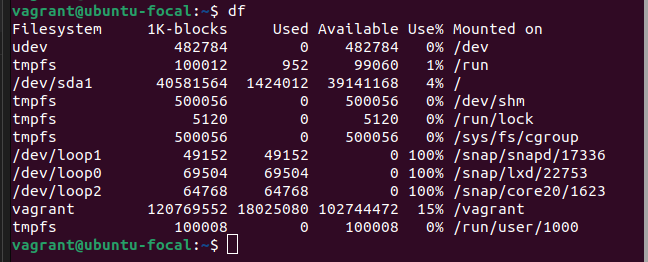 vagrant@ubuntu-focal:~$ df
Filesystem     1K-blocks     Used Available Use% Mounted on
udev              482784        0    482784   0% /dev
tmpfs             100012      952     99060   1% /run
/dev/sda1       40581564  1424012  39141168   4% /
tmpfs             500056        0    500056   0% /dev/shm
tmpfs               5120        0      5120   0% /run/lock
tmpfs             500056        0    500056   0% /sys/fs/cgroup
/dev/loop1         49152    49152         0 100% /snap/snapd/17336
/dev/loop0         69504    69504         0 100% /snap/lxd/22753
/dev/loop2         64768    64768         0 100% /snap/core20/1623
vagrant        120769552 18025080 102744472  15% /vagrant
tmpfs             100008        0    100008   0% /run/user/1000
vagrant@ubuntu-focal:~$